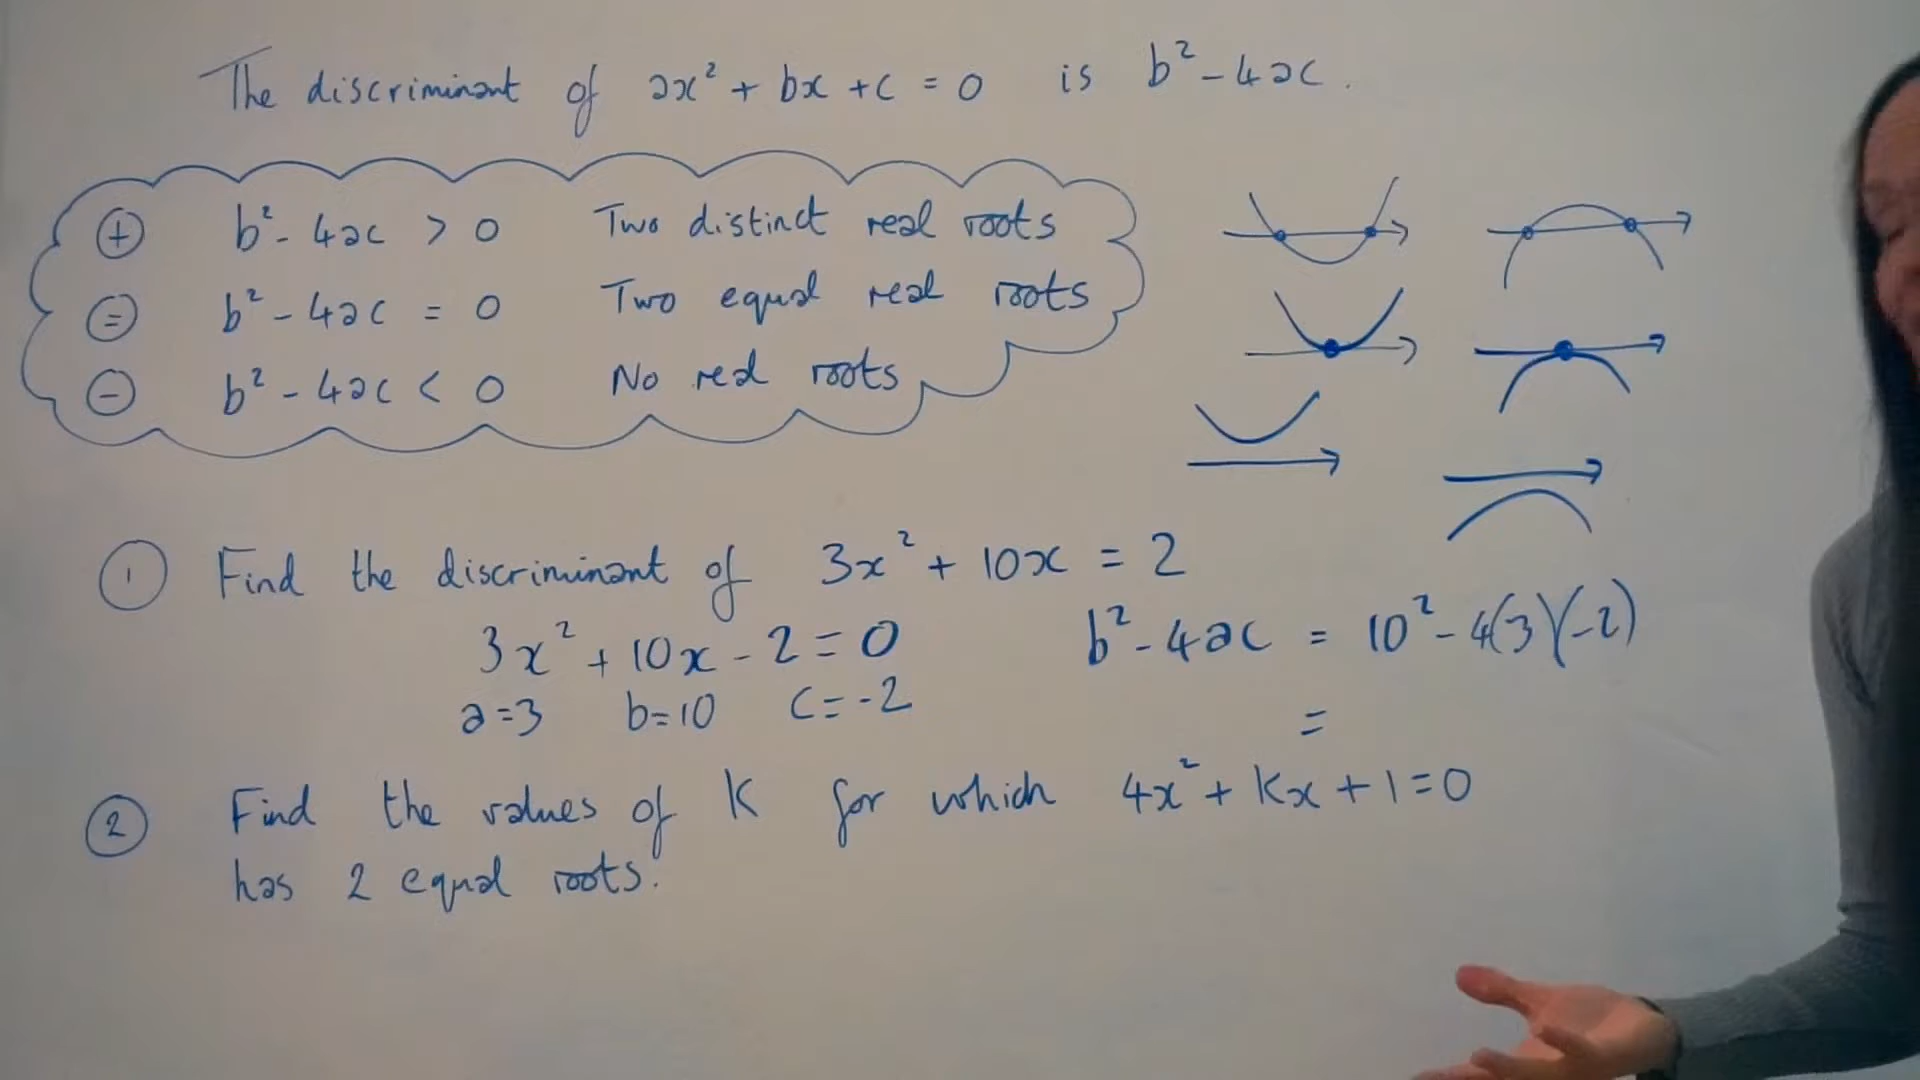 The discriminant of ax² + bx + c = 0 is b² - 4ac.
+ b² - 4ac > 0 Two distinct real roots
= b² - 4ac = 0 Two equal real roots
- b² - 4ac < 0 No real roots
1 Find the discriminant of 3x² + 10x = 2
3x² + 10x - 2 = 0 b² - 4ac = 10² - 4(3)(-2)
a=3 b=10 c=-2 =
2 Find the values of K for which 4x² + Kx + 1 = 0
has 2 equal roots.